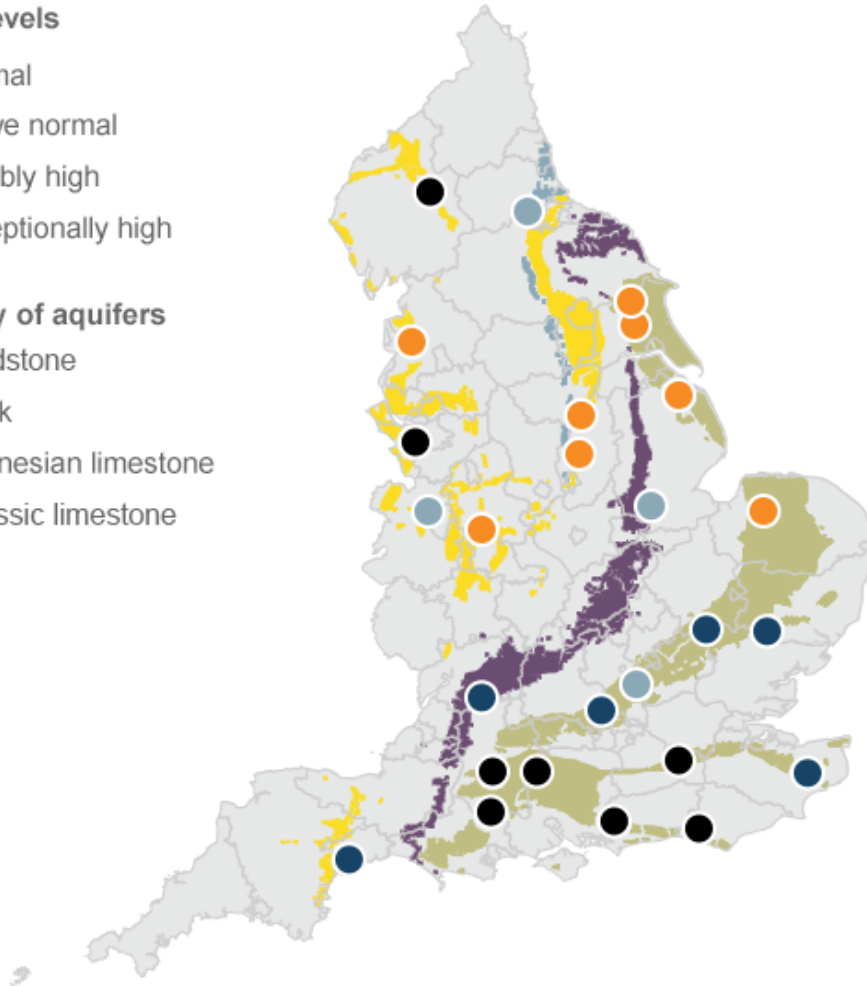 evels
nal
ve normal
bly high
eptionally high
y of aquifers
dstone
k
nesian limestone
ssic limestone